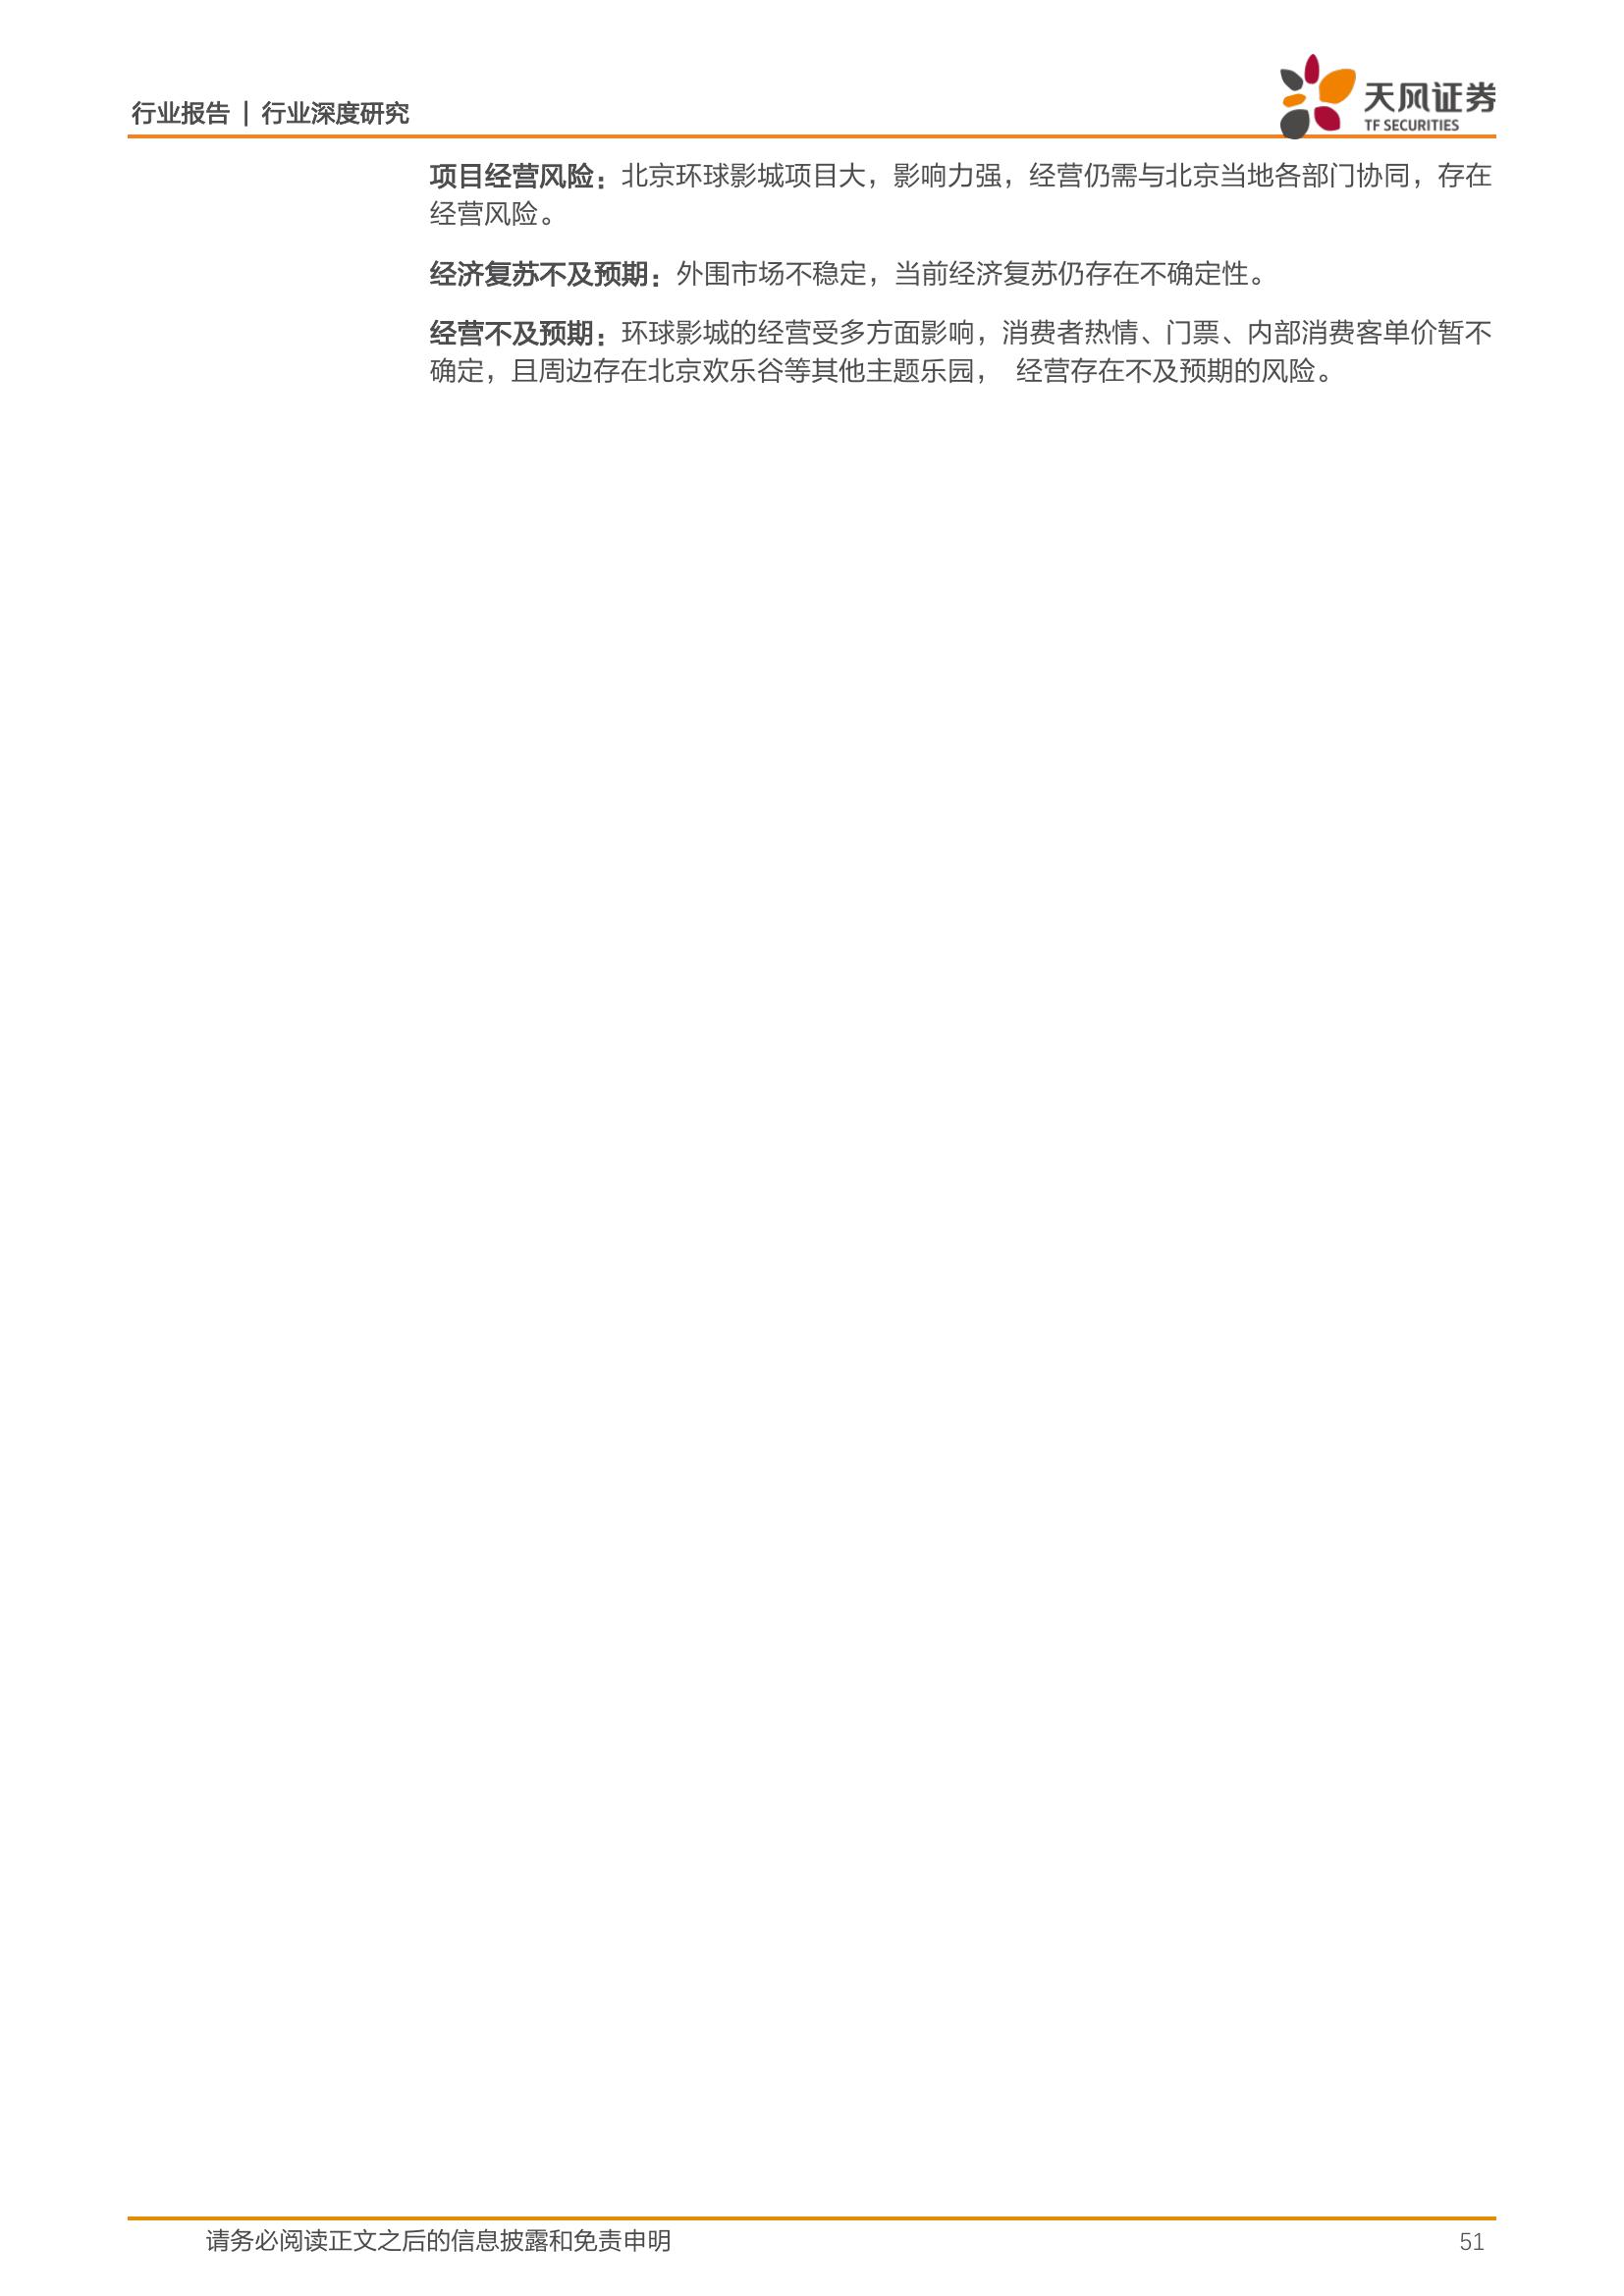 行业报告 | 行业深度研究
天风证券
TF SECURITIES
项目经营风险：北京环球影城项目大，影响力强，经营仍需与北京当地各部门协同，存在
经营风险。
经济复苏不及预期：外围市场不稳定，当前经济复苏仍存在不确定性。
经营不及预期：环球影城的经营受多方面影响，消费者热情、门票、内部消费客单价暂不
确定，且周边存在北京欢乐谷等其他主题乐园， 经营存在不及预期的风险。
请务必阅读正文之后的信息披露和免责申明
51